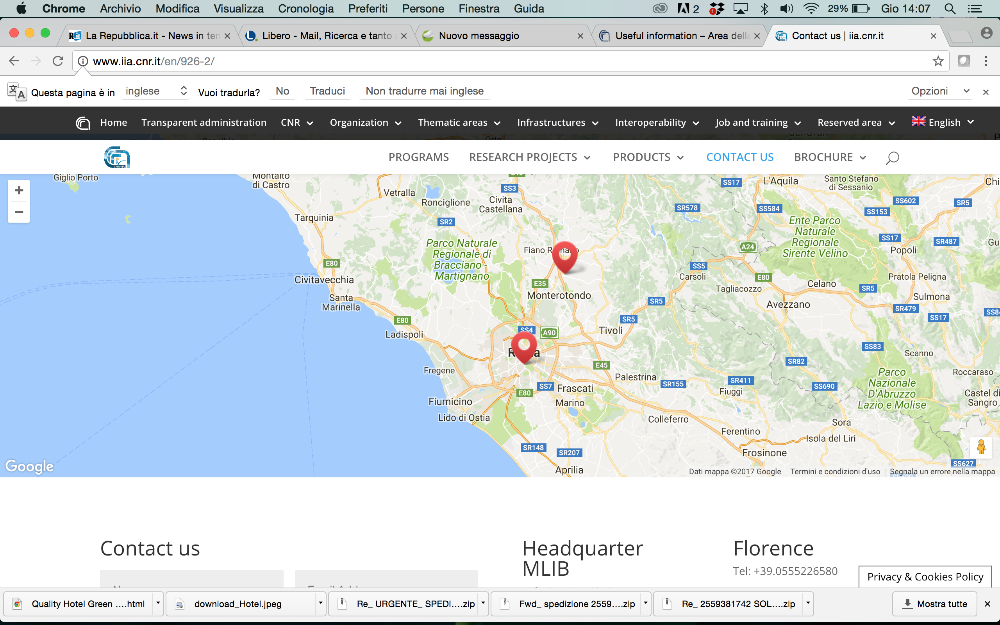 Chrome Archivio Modifica Visualizza Cronologia Preferiti Persone Finestra Guida 2 1 29% Gio 14:07
La Repubblica.it - News in ten Libero - Mail, Ricerca e tanto Nuovo messaggio Useful information – Area della Contact us | iia.cnr.it
www.iia.cnr.it/en/926-2/
Questa pagina è in inglese Vuoi tradurla? No Traduci Non tradurre mai inglese Opzioni
Home Transparent administration CNR Organization Thematic areas Infrastructures Interoperability Job and training Reserved area English
CNR-IIA
PROGRAMS RESEARCH PROJECTS PRODUCTS CONTACT US BROCHURE
Giglio Porto
Montalto
di Castro
Vetralla
SS3
SS17
L'Aquila
Santo Stefano
di Sessanio
Chi
Ronciglione
Civita
Castellana
SR578
SS584
SS602
SR5
SS153
Tarquinia
SR2
Ente Parco
Naturale
Regionale
Sirente Velino
Parco Naturale
Regionale di
Bracciano -
Martignano
Fiano
A24
SS17
SR487
Gu
Popoli
E80
SS5
Carsoli
E80
Pratola Peligna
Civitavecchia
E35
Tagliacozzo
Celano
SR5
Santa
Marinella
Monterotondo
SR5
Avezzano
Sulmona
SR479
SS17
E80
SR5
Ladispoli
SS4
A90
Tivoli
SS83
Scanno
Fregene
E45
SR82
Palestrina
SR155
SR411
Fiuggi
SS690
Parco
Nazionale
D'Abruzzo
Lazio e Molise
Roccaraso
SS7
Frascati
E80
Castel di
Sangro
Fiumicino
Marino
Lido di Ostia
Colleferro
Sora
Ferentino
Isola del Liri
SR148
SR207
Frosinone
SS627
Aprilia
Google
Dati mappa ©2017 Google Termini e condizioni d'uso Segnala un errore nella mappa
Contact us
Headquarter
MLIB
Florence
Tel: +39.0555226580
Privacy & Cookies Policy
Quality Hotel Green ....html download_Hotel.jpeg Re_ URGENTE_ SPEDI....zip Fwd_ spedizione 2559....zip Re_ 2559381742 SOL....zip Mostra tutte